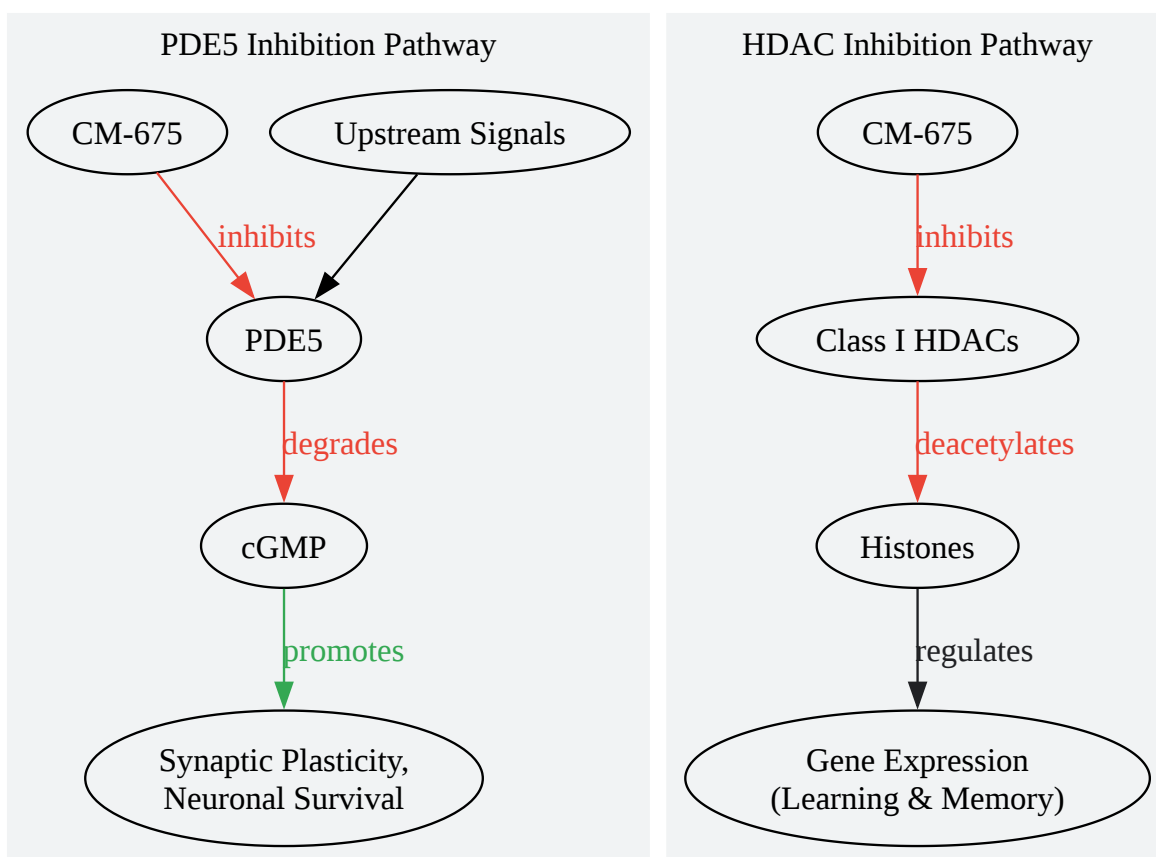 PDE5 Inhibition Pathway
CM-675
Upstream Signals
inhibits
PDE5
degrades
cGMP
promotes
Synaptic Plasticity,
Neuronal Survival
HDAC Inhibition Pathway
CM-675
inhibits
Class I HDACs
deacetylates
Histones
regulates
Gene Expression
(Learning & Memory)